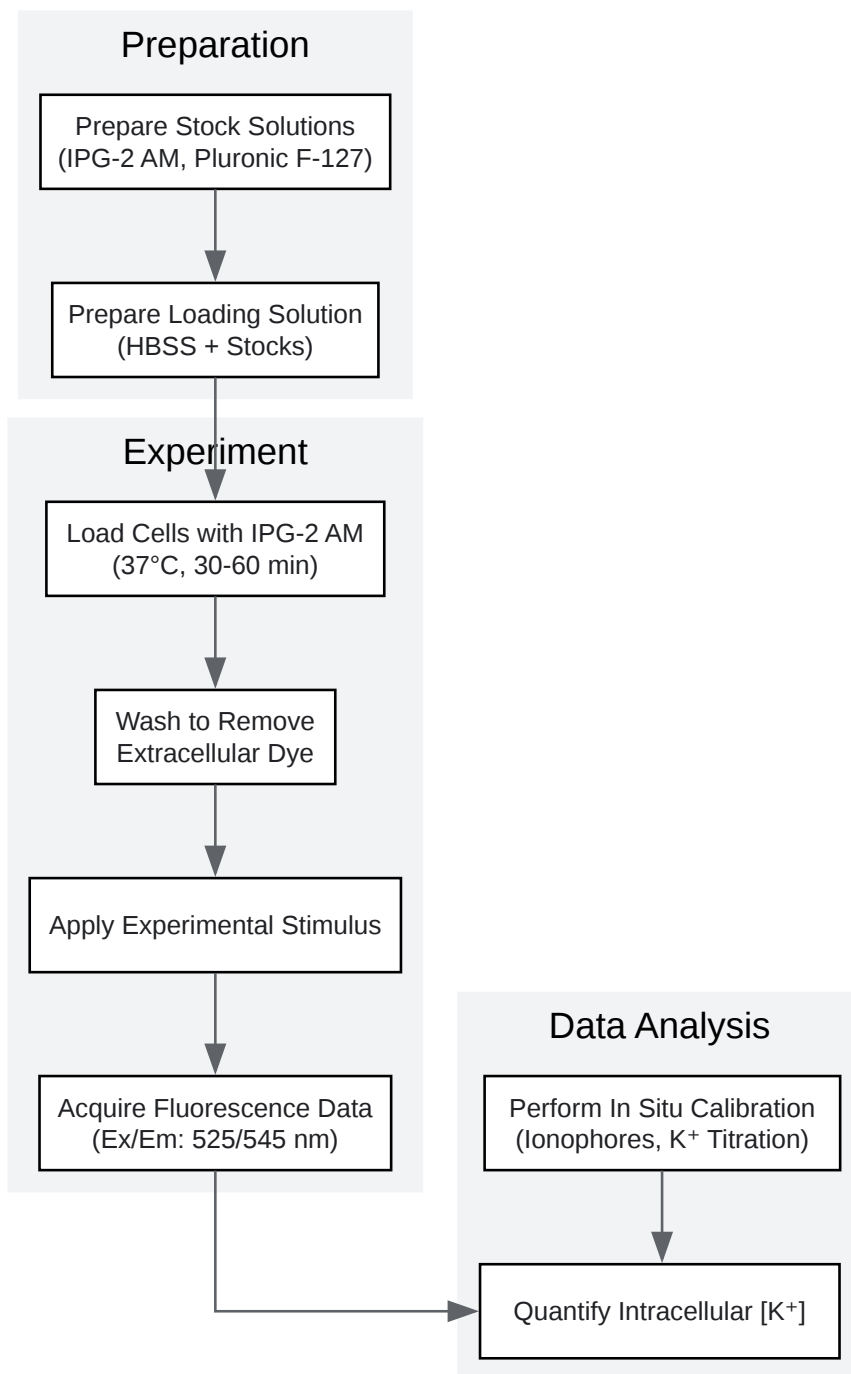 Preparation
Prepare Stock Solutions
(IPG-2 AM, Pluronic F-127)
Prepare Loading Solution
(HBSS + Stocks)
Experiment
Load Cells with IPG-2 AM
(37°C, 30-60 min)
Wash to Remove
Extracellular Dye
Apply Experimental Stimulus
Acquire Fluorescence Data
(Ex/Em: 525/545 nm)
Data Analysis
Perform In Situ Calibration
(Ionophores, K⁺ Titration)
Quantify Intracellular [K⁺]